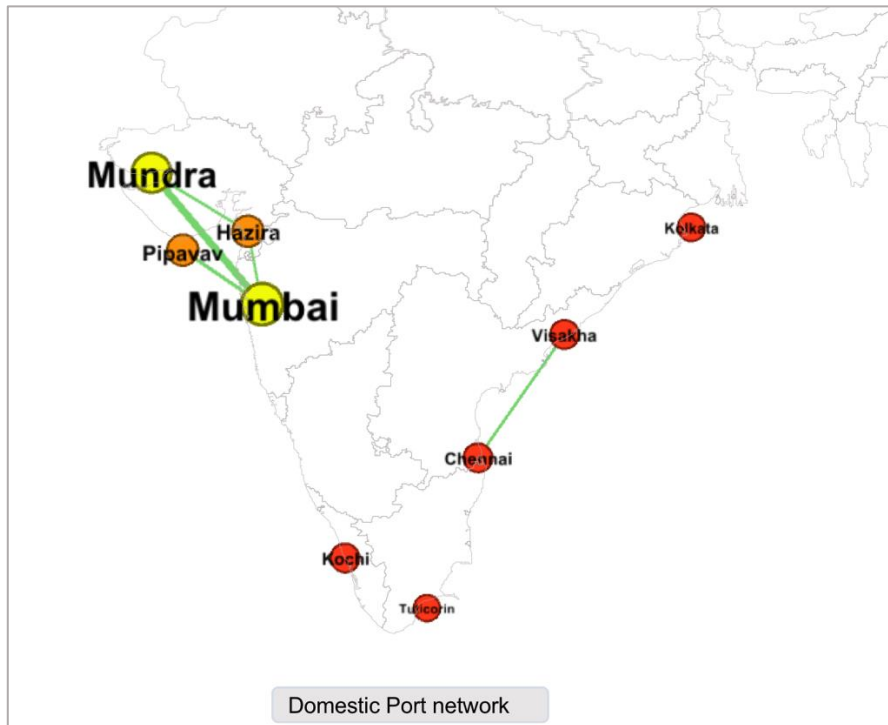 Mundra
Hazira
Kolkata
Pipavav
Mumbai
Visakha
Chennai
Kochi
Tuticorin
Domestic Port network